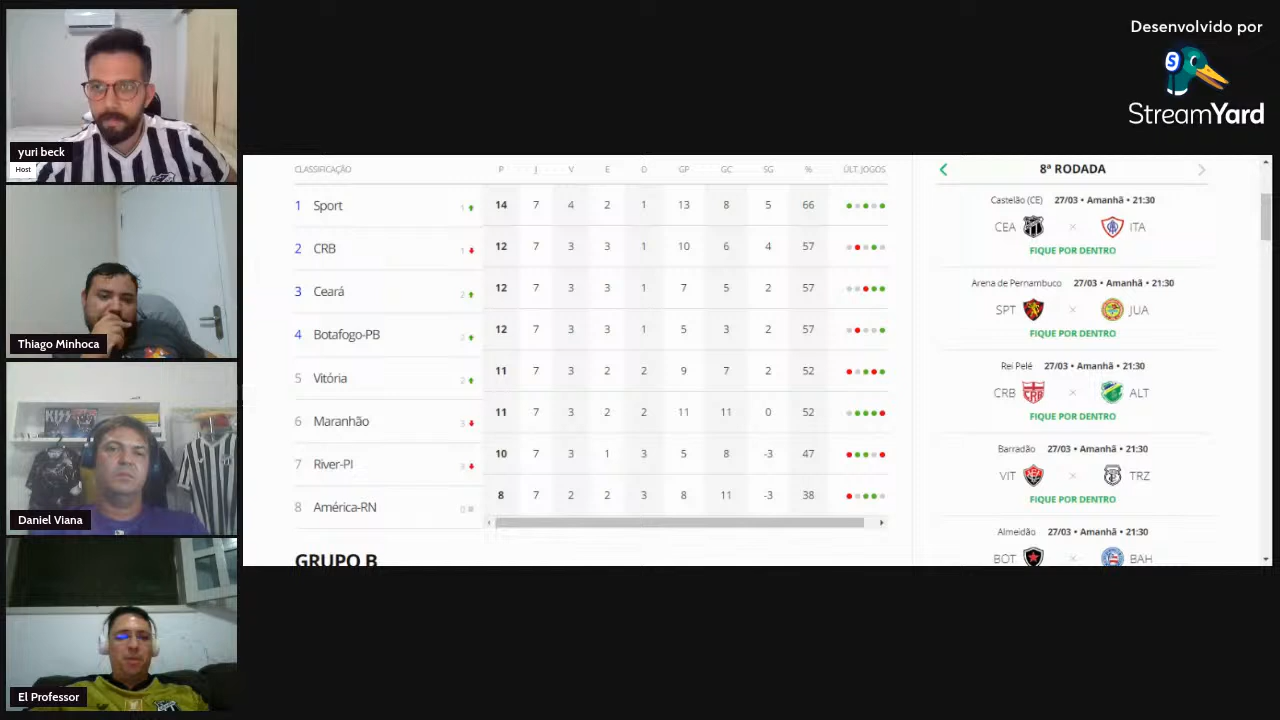 yuri beck
Host
Thiago Minhoca
KISS
Daniel Viana
El Professor
Desenvolvido por
S
StreamYard
CLASSIFICAÇÃO P J V E D GP GC SG % ÚLT. JOGOS
1 Sport 1 14 7 4 2 1 13 8 5 66
2 CRB 1 12 7 3 3 1 10 6 4 57
3 Ceará 2 12 7 3 3 1 7 5 2 57
4 Botafogo-PB 12 7 3 3 1 5 3 2 57
5 Vitória 2 11 7 3 2 2 9 7 2 52
6 Maranhão 3 11 7 3 2 2 11 11 0 52
7 River-PI 10 7 3 1 3 5 8 -3 47
8 América-RN 0 8 7 2 2 3 8 11 -3 38
GRUPO B
8ª RODADA
Castelão (CE) 27/03 • Amanhã • 21:30
CEA × ITA
FIQUE POR DENTRO
Arena de Pernambuco 27/03 • Amanhã • 21:30
SPT × JUA
FIQUE POR DENTRO
Rei Pelé 27/03 • Amanhã • 21:30
CRB × ALT
FIQUE POR DENTRO
Barradão 27/03 • Amanhã • 21:30
VIT × TRZ
FIQUE POR DENTRO
Almeidão 27/03 • Amanhã • 21:30
BOT × BAH